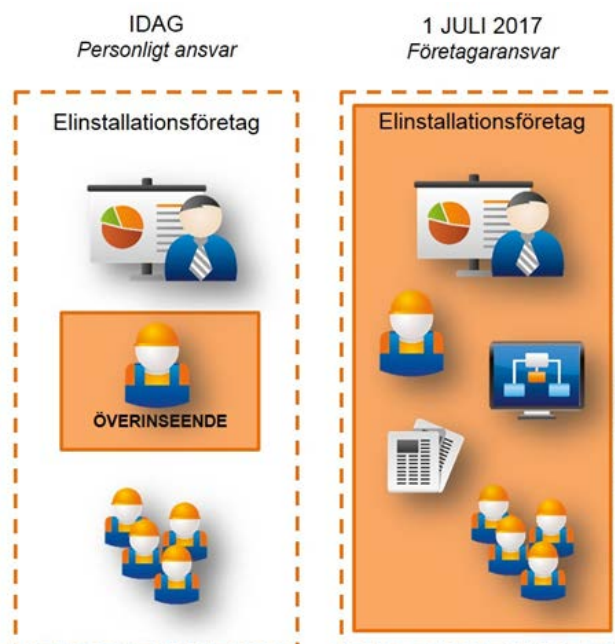 IDAG
Personligt ansvar
Elinstallationsföretag
ÖVERINSEENDE
1 JULI 2017
Företagaransvar
Elinstallationsföretag